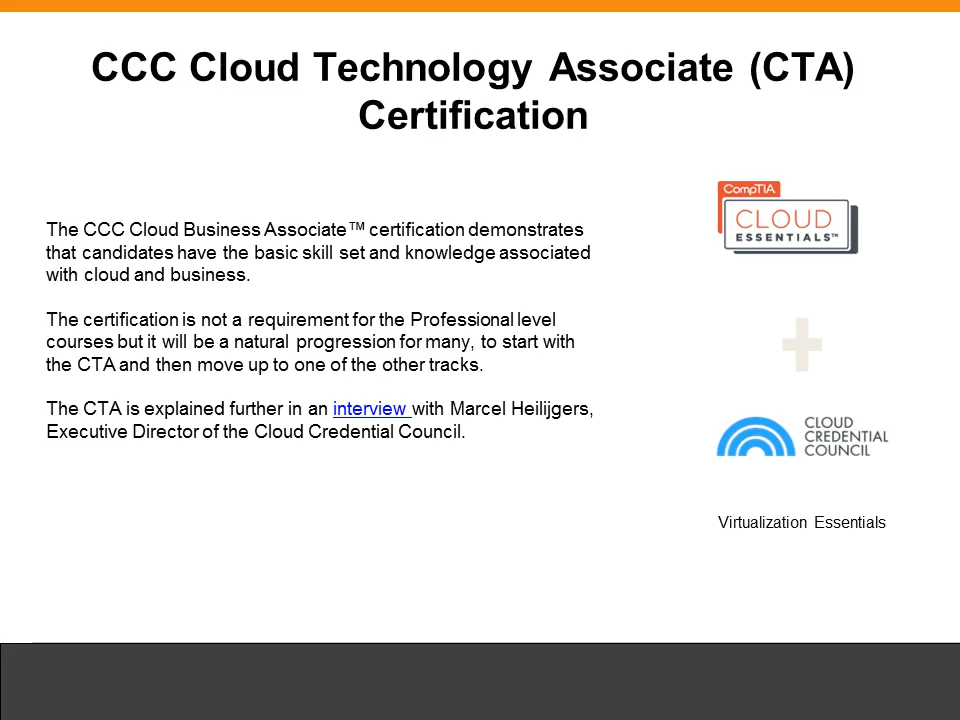 CCC Cloud Technology Associate (CTA)
Certification
The CCC Cloud Business Associate™ certification demonstrates
that candidates have the basic skill set and knowledge associated
with cloud and business.
The certification is not a requirement for the Professional level
courses but it will be a natural progression for many, to start with
the CTA and then move up to one of the other tracks.
The CTA is explained further in an interview with Marcel Heilijgers,
Executive Director of the Cloud Credential Council.
CompTIA
CLOUD
ESSENTIALS™
CLOUD
CREDENTIAL
COUNCIL
Virtualization Essentials